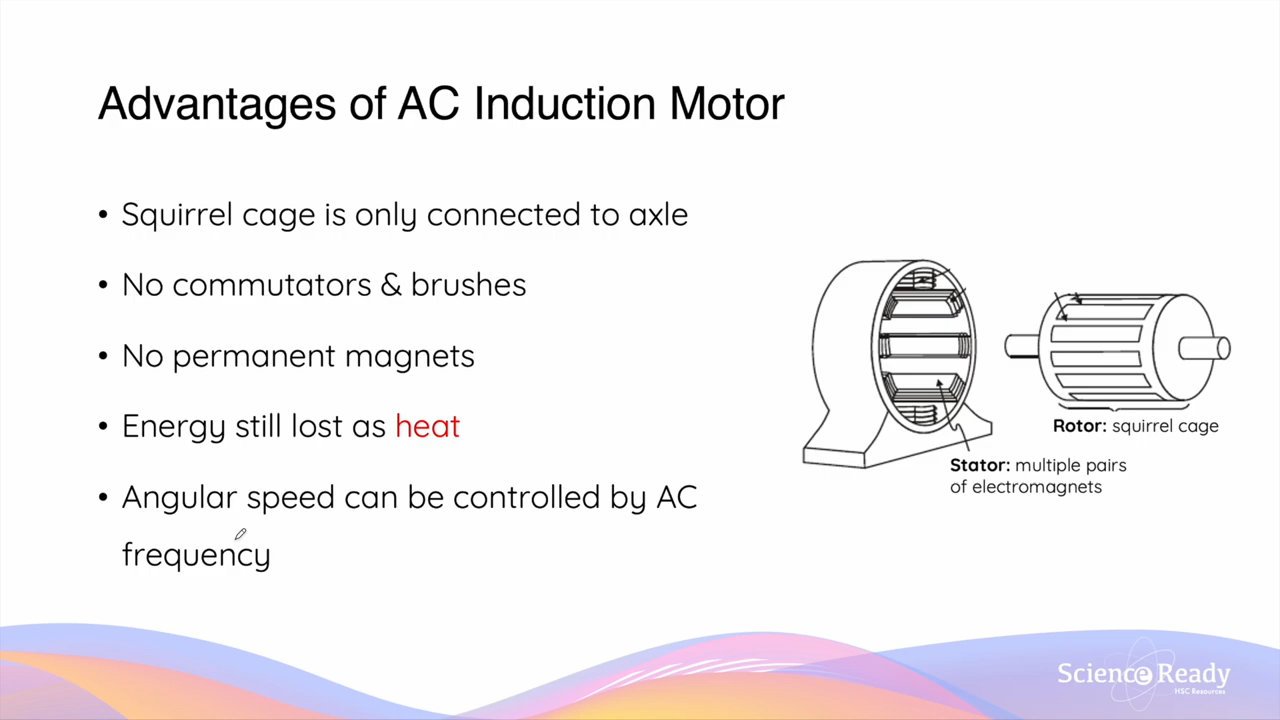 Advantages of AC Induction Motor
• Squirrel cage is only connected to axle
• No commutators & brushes
• No permanent magnets
• Energy still lost as heat
• Angular speed can be controlled by AC
frequency
Rotor: squirrel cage
Stator: multiple pairs
of electromagnets
Science Ready
HSC Resources